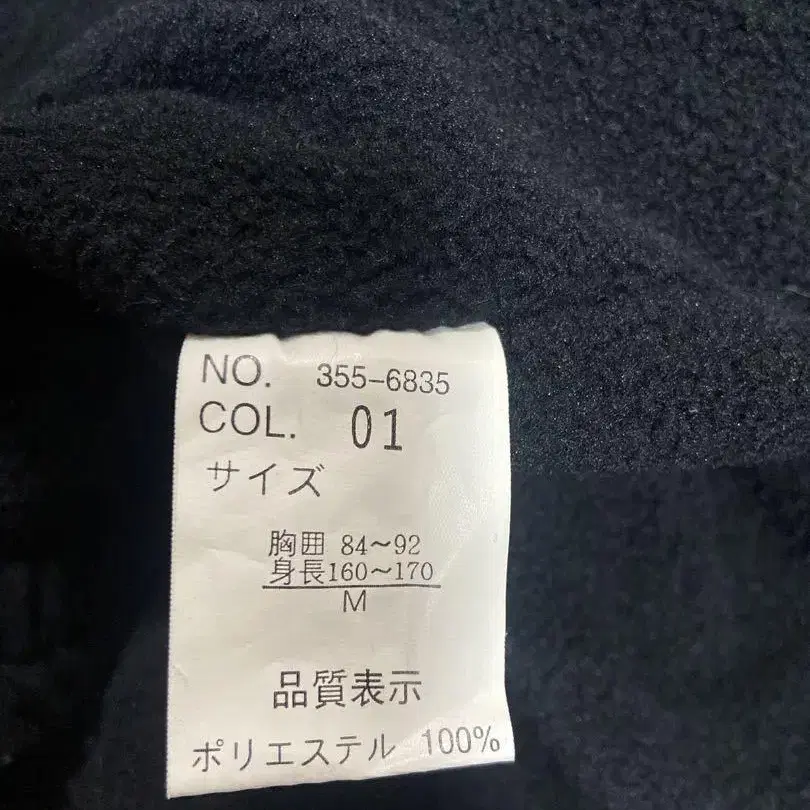 NO. 355-6835
COL. 01
サイズ
胸囲 84～92
身長160～170
M
品質表示
ポリエステル 100%